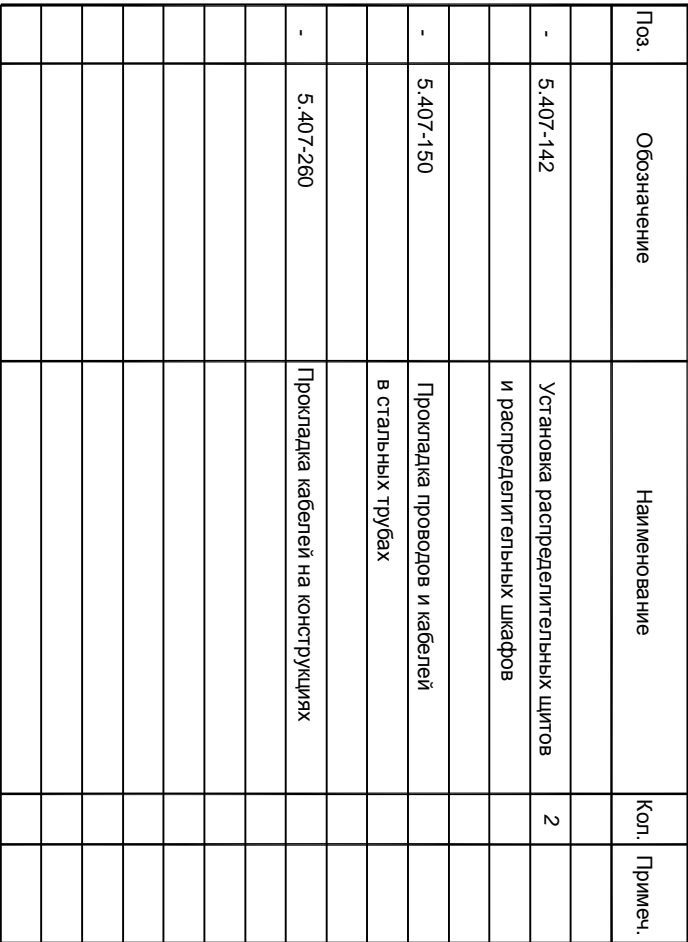 Поз. Обозначение Наименование Кол. Примеч.
- 5.407-142 Установка распределительных щитов 2
и распределительных шкафов
- 5.407-150 Прокладка проводов и кабелей
в стальных трубах
- 5.407-260 Прокладка кабелей на конструкциях